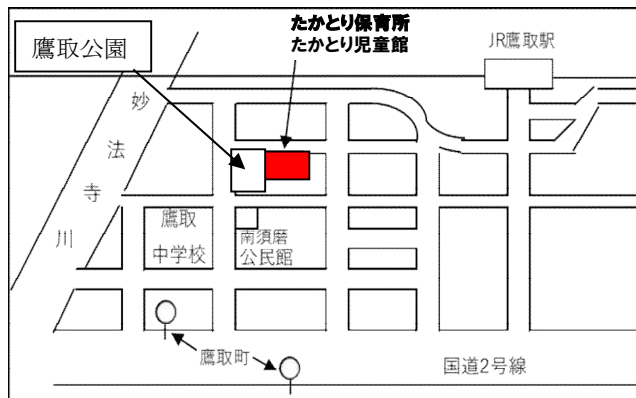 たかとり保育所
たかとり児童館
鷹取公園
JR鷹取駅
妙法寺川
鷹取
中学校
南須磨
公民館
鷹取町
国道2号線